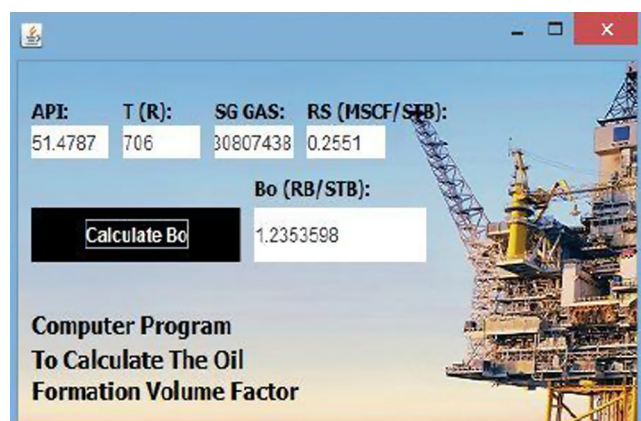 API: T (R): SG GAS: RS (MSCF/STB):
51.4787 706 30807438 0.2551
Bo (RB/STB):
Calculate Bo 1.2353598
Computer Program
To Calculate The Oil
Formation Volume Factor